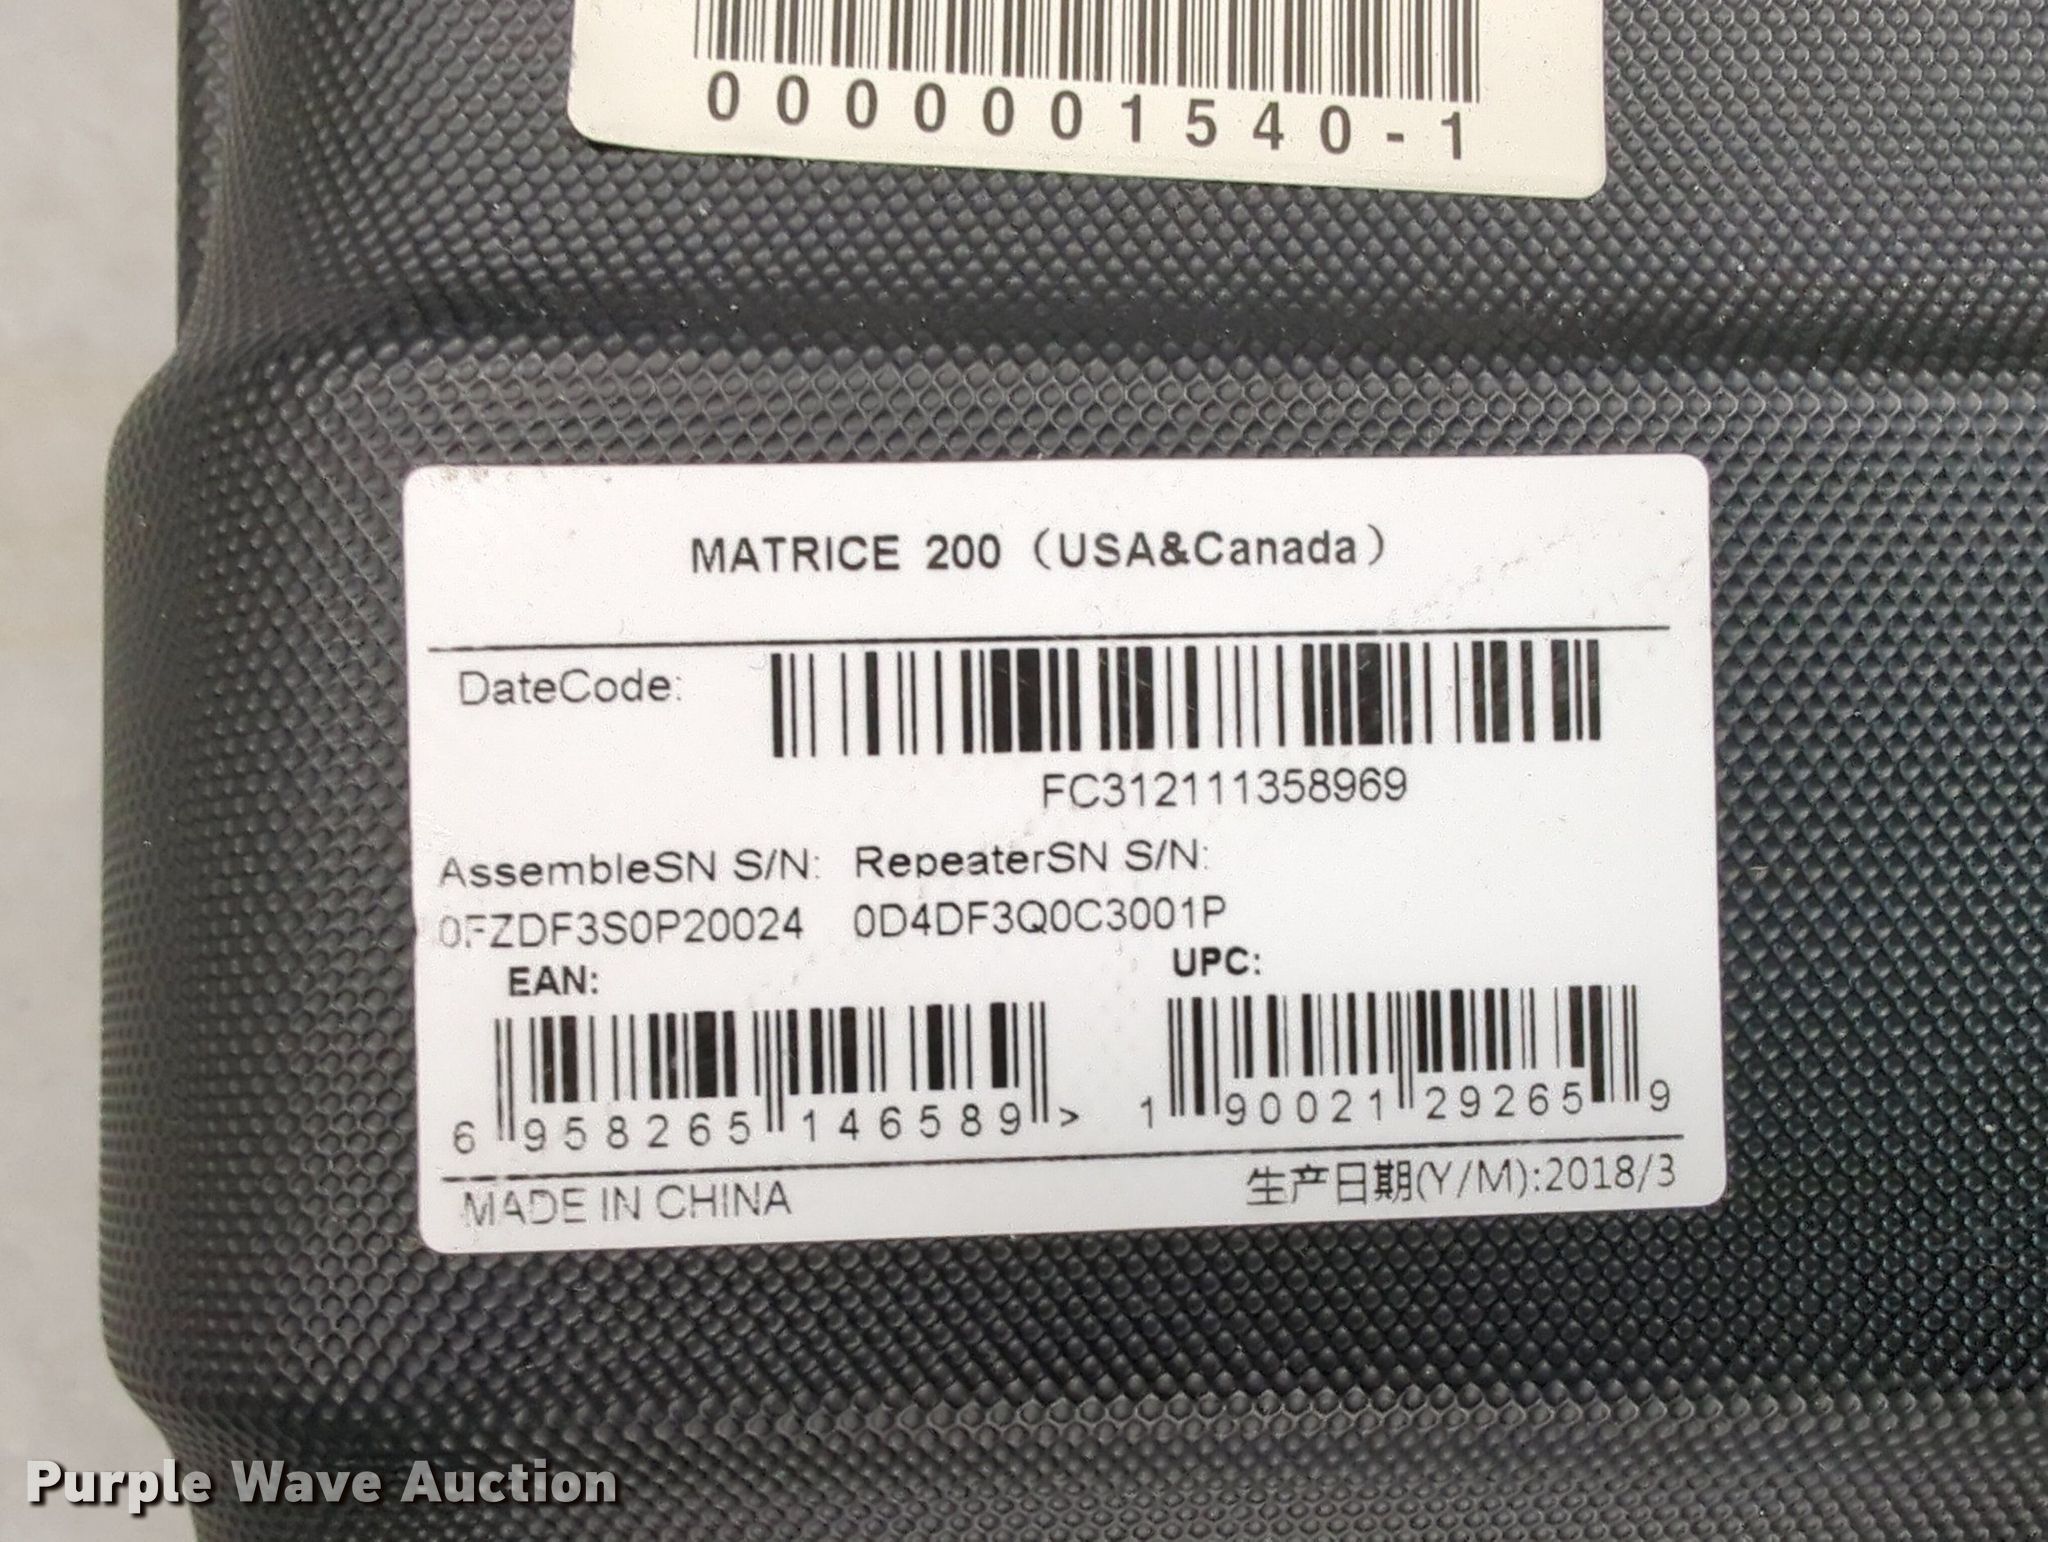 0000001540-1
MATRICE 200（USA&Canada）
DateCode:
FC312111358969
AssembleSN S/N: RepeaterSN S/N:
0FZDF3S0P20024 0D4DF3Q0C3001P
EAN: UPC:
6 958265 146589 > 1 90021 29265 9
MADE IN CHINA 生产日期(Y/M):2018/3
Purple Wave Auction